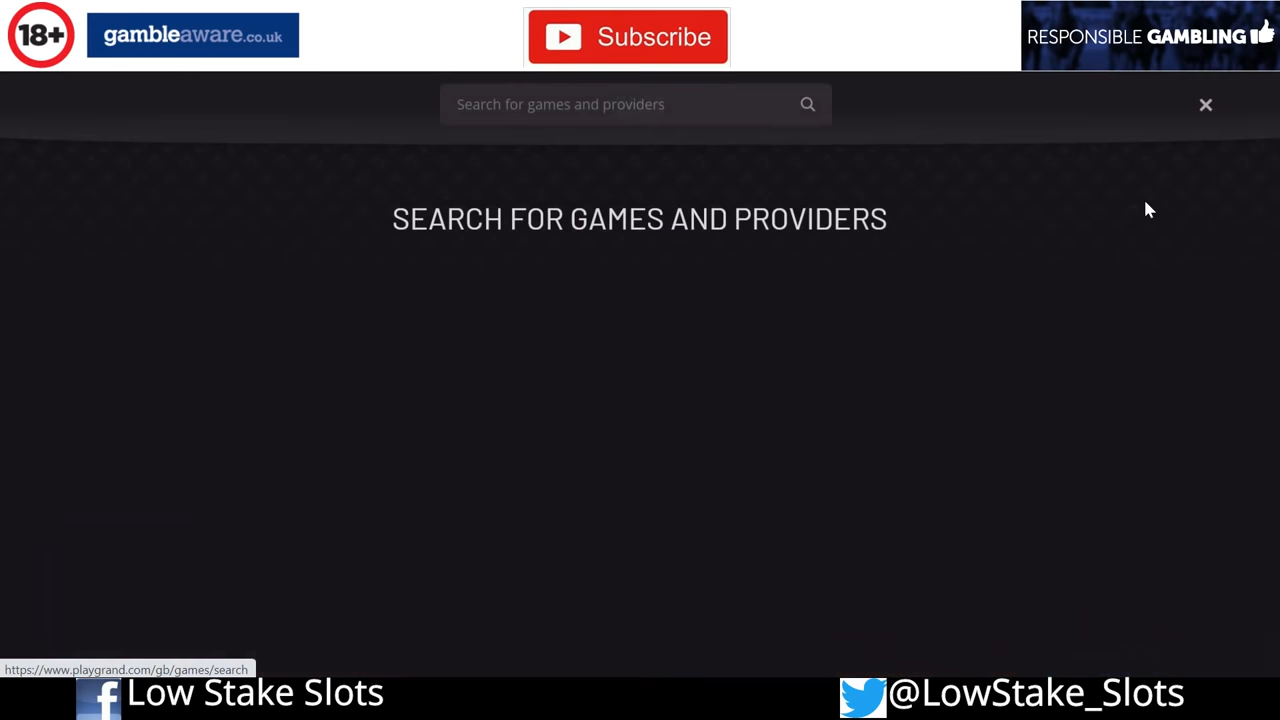 18+
gambleaware.co.uk
Subscribe
RESPONSIBLE GAMBLING
Search for games and providers
SEARCH FOR GAMES AND PROVIDERS
https://www.playgrand.com/gb/games/search
f Low Stake Slots
@LowStake_Slots